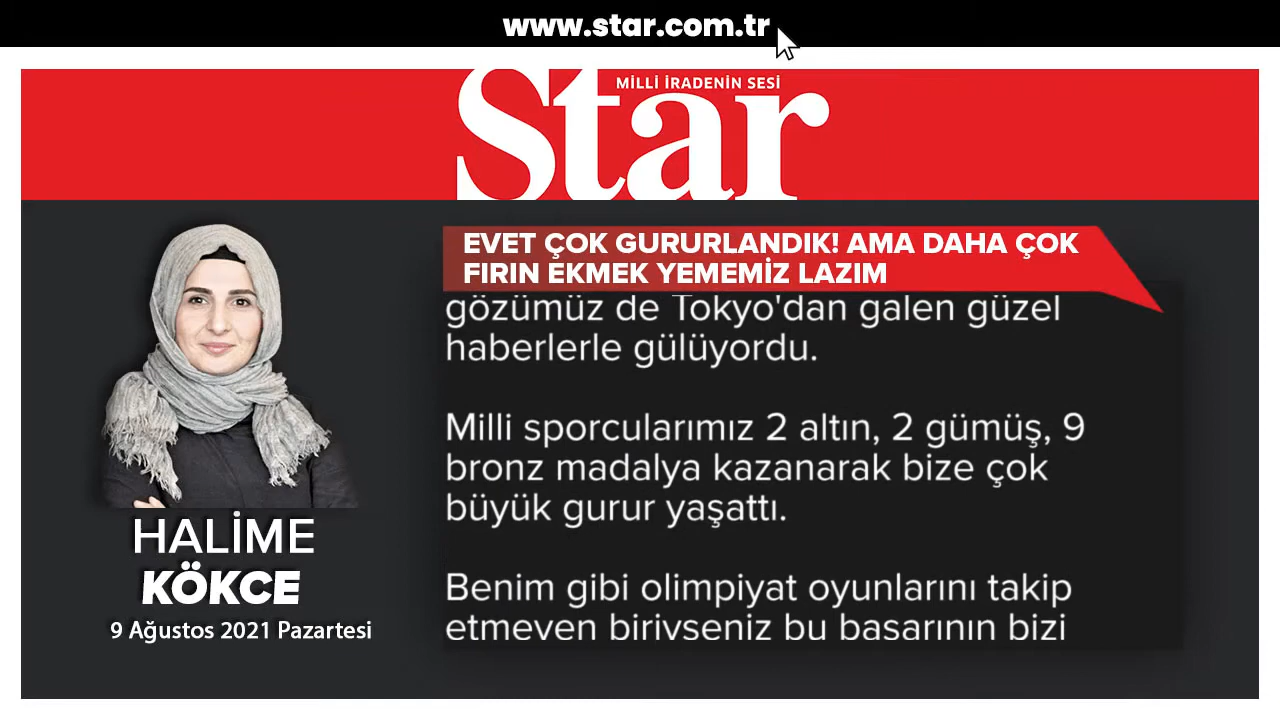 www.star.com.tr
MİLLİ İRADENİN SESİ
Star
EVET ÇOK GURURLANDIK! AMA DAHA ÇOK
FIRIN EKMEK YEMEMİZ LAZIM
gözümüz de Tokyo'dan galen güzel
haberlerle gülüyordu.
Milli sporcularımız 2 altın, 2 gümüş, 9
bronz madalya kazanarak bize çok
büyük gurur yaşattı.
Benim gibi olimpiyat oyunlarını takip
etmeyen biriyseniz bu başarının bizi
HALİME
KÖKCE
9 Ağustos 2021 Pazartesi